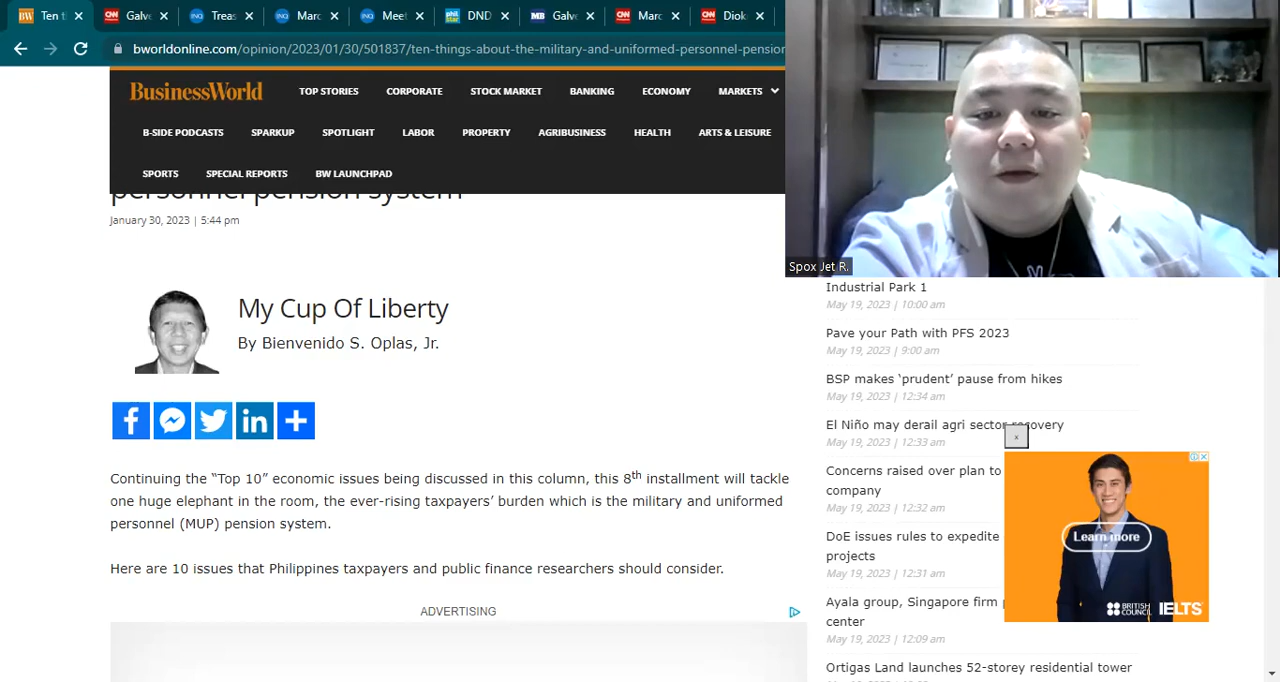 Ten t
Galve
Treas
Marc
Meet
DND
Galve
Marc
Diok
bworldonline.com/opinion/2023/01/30/501837/ten-things-about-the-military-and-uniformed-personnel-pension
BusinessWorld
TOP STORIES CORPORATE STOCK MARKET BANKING ECONOMY MARKETS
B-SIDE PODCASTS SPARKUP SPOTLIGHT LABOR PROPERTY AGRIBUSINESS HEALTH ARTS & LEISURE
SPORTS SPECIAL REPORTS BW LAUNCHPAD
personnel pension system
January 30, 2023 | 5:44 pm
My Cup Of Liberty
By Bienvenido S. Oplas, Jr.
Continuing the “Top 10” economic issues being discussed in this column, this 8th installment will tackle
one huge elephant in the room, the ever-rising taxpayers’ burden which is the military and uniformed
personnel (MUP) pension system.
Here are 10 issues that Philippines taxpayers and public finance researchers should consider.
ADVERTISING
Spox Jet R.
Industrial Park 1
May 19, 2023 | 10:00 am
Pave your Path with PFS 2023
May 19, 2023 | 9:00 am
BSP makes ‘prudent’ pause from hikes
May 19, 2023 | 12:34 am
El Niño may derail agri sector recovery
May 19, 2023 | 12:33 am
Concerns raised over plan to
company
May 19, 2023 | 12:32 am
DoE issues rules to expedite
projects
May 19, 2023 | 12:31 am
Ayala group, Singapore firm
center
May 19, 2023 | 12:09 am
Ortigas Land launches 52-storey residential tower
Learn more
BRITISH COUNCIL IELTS